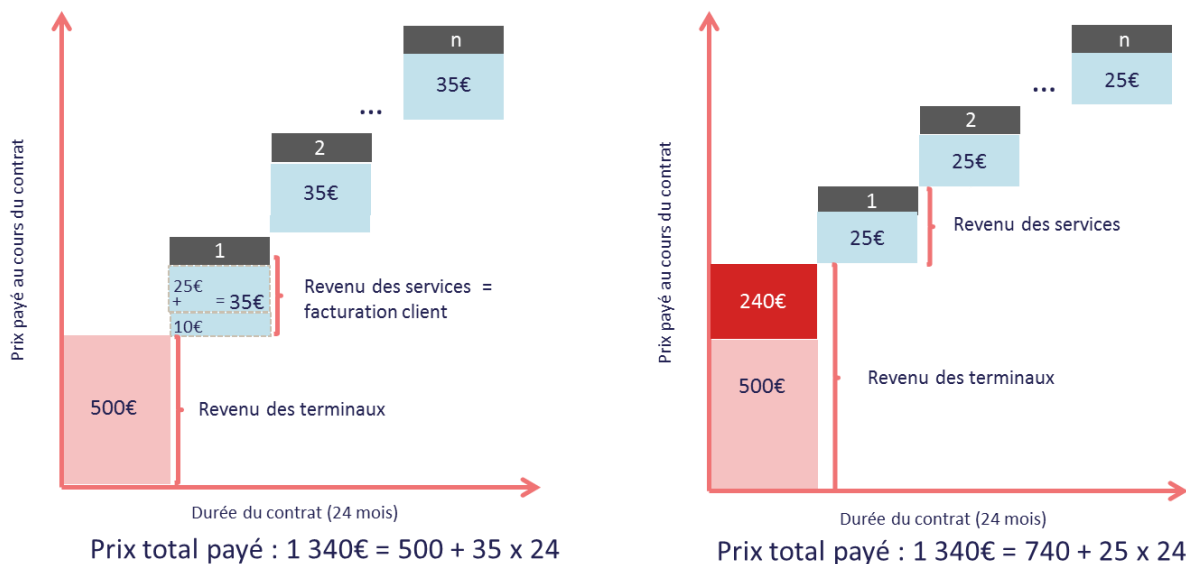 Prix payé au cours du contrat
n
35€
...
2
35€
1
25€
+ = 35€
10€
Revenu des services =
facturation client
500€
Revenu des terminaux
Durée du contrat (24 mois)
Prix total payé : 1 340€ = 500 + 35 x 24
Prix payé au cours du contrat
n
25€
...
2
25€
1
25€
Revenu des services
240€
500€
Revenu des terminaux
Durée du contrat (24 mois)
Prix total payé : 1 340€ = 740 + 25 x 24